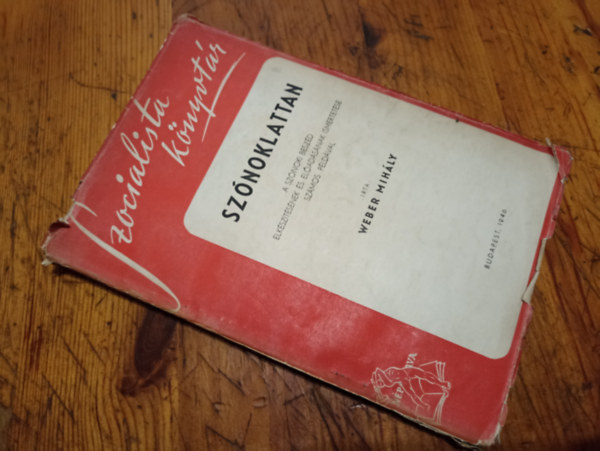 Szocialista
könyvtár
SZÓNOKLATTAN
A SZÓNOKI BESZÉD
ELKÉSZÍTÉSÉNEK ÉS ELŐADÁSÁNAK ISMERTETÉSE
SZÁMOS PÉLDÁVAL
ÍRTA
WEBER MIHÁLY
BUDAPEST, 1946